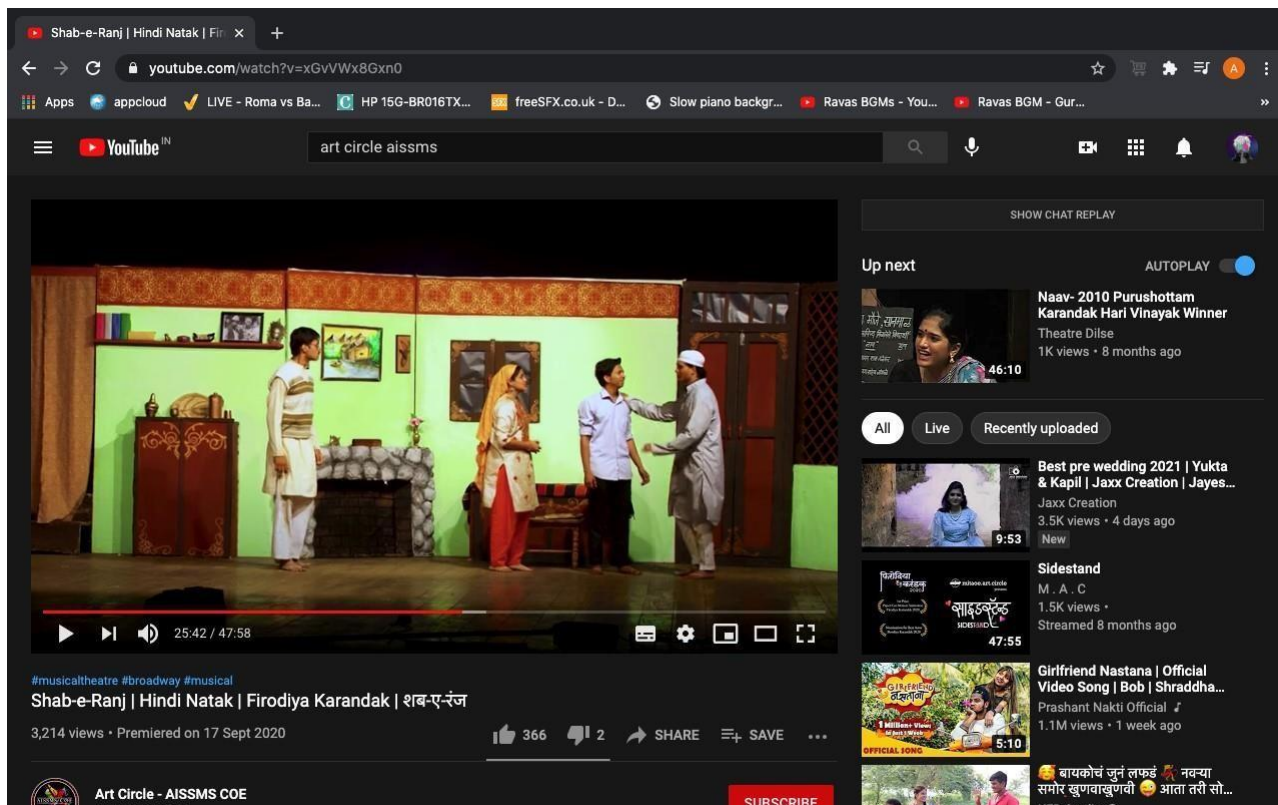 Shab-e-Ranj | Hindi Natak | Fir
youtube.com/watch?v=xGvVWx8Gxn0
A
Apps
appcloud
LIVE - Roma vs Ba...
HP 15G-BR016TX...
freeSFX.co.uk - D...
Slow piano backgr...
Ravas BGMs - You...
Ravas BGM - Gur...
»
YouTube IN
art circle aissms
SHOW CHAT REPLAY
Up next
AUTOPLAY
46:10
Naav- 2010 Purushottam
Karandak Hari Vinayak Winner
Theatre Dilse
1K views • 8 months ago
All
Live
Recently uploaded
9:53
Best pre wedding 2021 | Yukta
& Kapil | Jaxx Creation | Jayes...
Jaxx Creation
3.5K views • 4 days ago
New
साइडस्टॅन्ड
SIDESTAND
47:55
Sidestand
M . A . C
1.5K views •
Streamed 8 months ago
GIRLFRIEND
नसताना
1 Million+ Views
OFFICIAL SONG
5:10
Girlfriend Nastana | Official
Video Song | Bob | Shraddha...
Prashant Nakti Official
1.1M views • 1 week ago
बायकोचं जुनं लफडं नवऱ्या
समोर खुणवाखुणवी आता तरी सो...
25:42 / 47:58
#musicaltheatre #broadway #musical
Shab-e-Ranj | Hindi Natak | Firodiya Karandak | शब-ए-रंज
3,214 views • Premiered on 17 Sept 2020
366
2
SHARE
SAVE
Art Circle - AISSMS COE
SUBSCRIBE